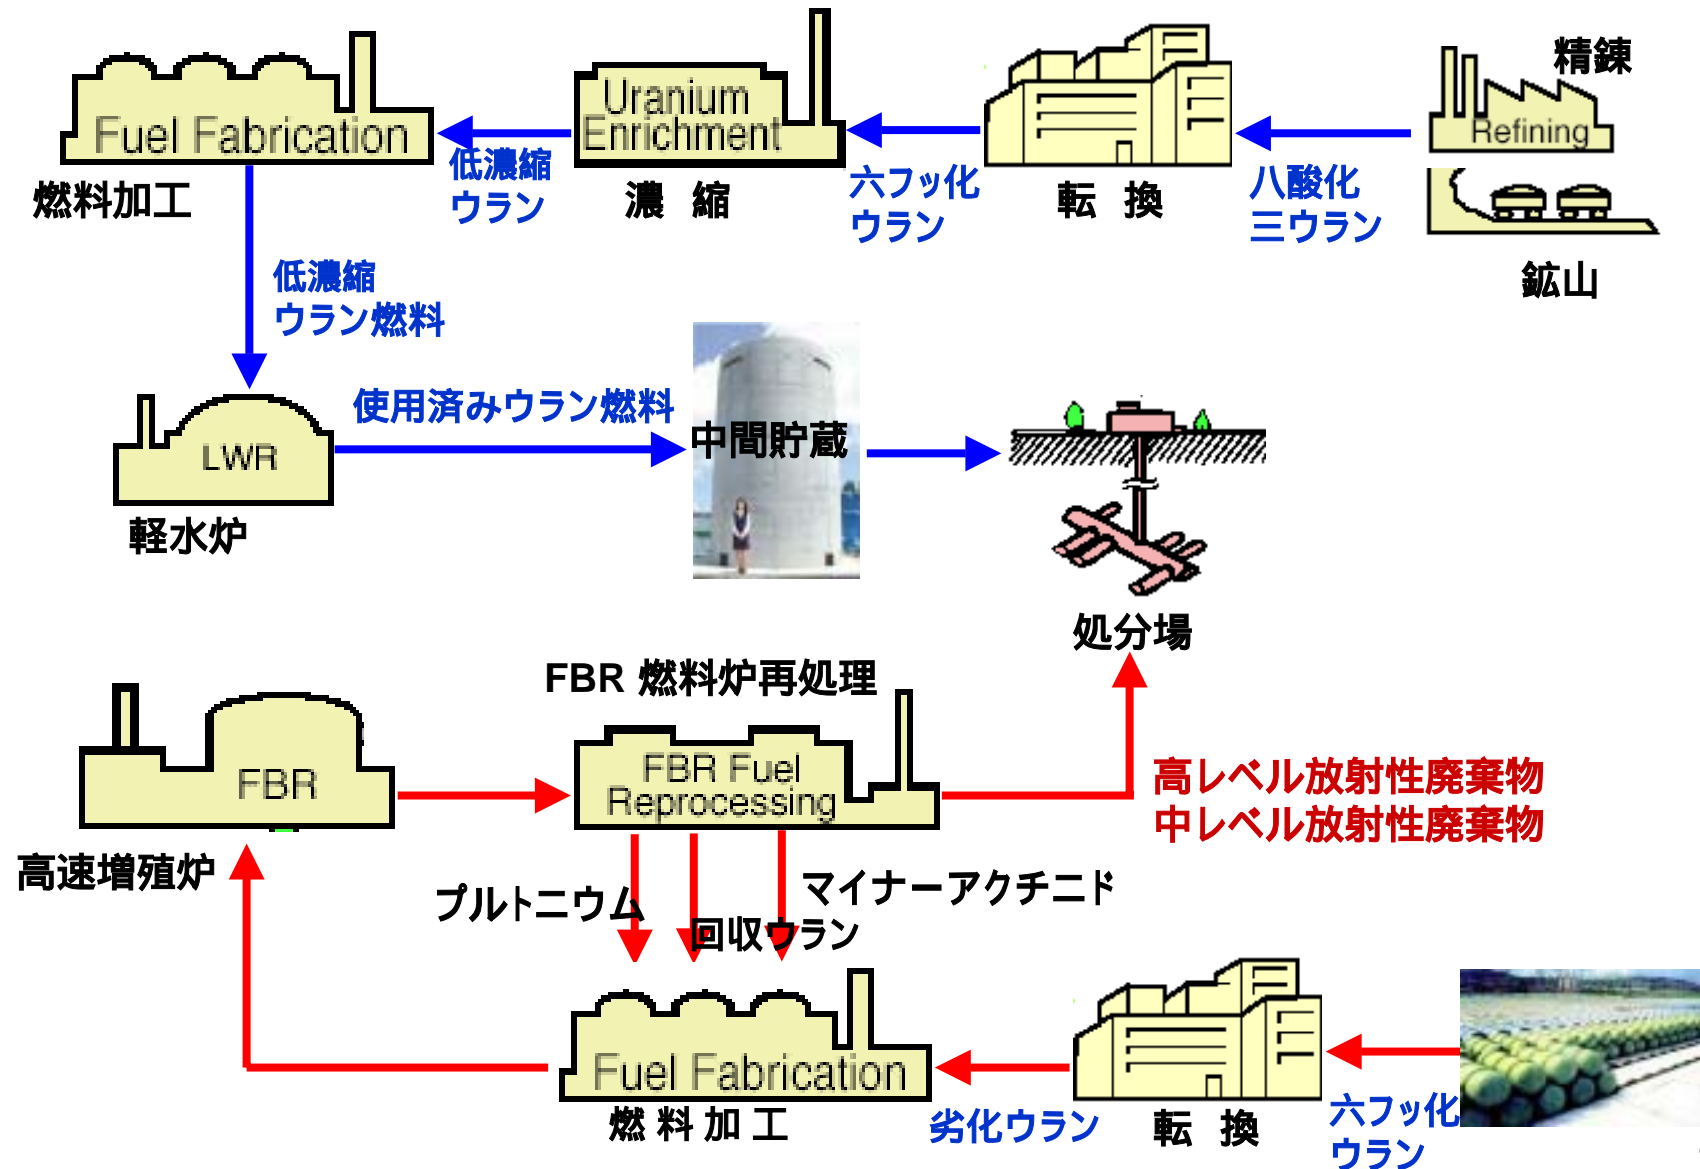 精錬
Uranium
Enrichment
Fuel Fabrication
Refining
低濃縮
ウラン
六フッ化
ウラン
八酸化
三ウラン
燃料加工
濃 縮
転 換
鉱山
低濃縮
ウラン燃料
使用済みウラン燃料
中間貯蔵
LWR
軽水炉
処分場
FBR 燃料炉再処理
FBR
FBR Fuel
Reprocessing
高レベル放射性廃棄物
中レベル放射性廃棄物
高速増殖炉
プルトニウム
マイナーアクチニド
回収ウラン
Fuel Fabrication
燃 料 加 工
劣化ウラン
転 換
六フッ化
ウラン